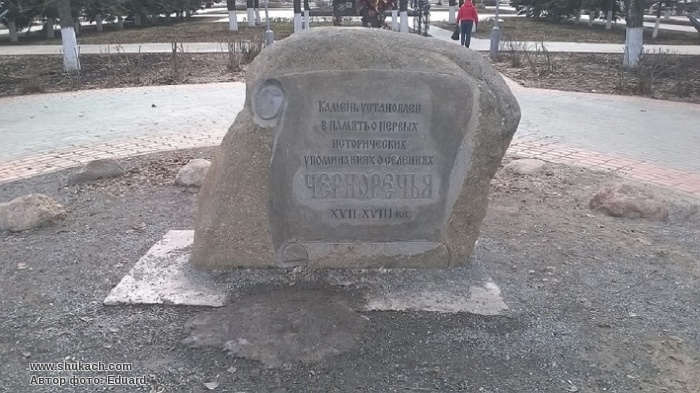 Камень установлен
в память о первых
исторических
упоминаниях о селениях
ЧЕРНОРЕЧЬЯ
XVII-XVIII вв.
www.shukach.com
Автор фото: Eduard